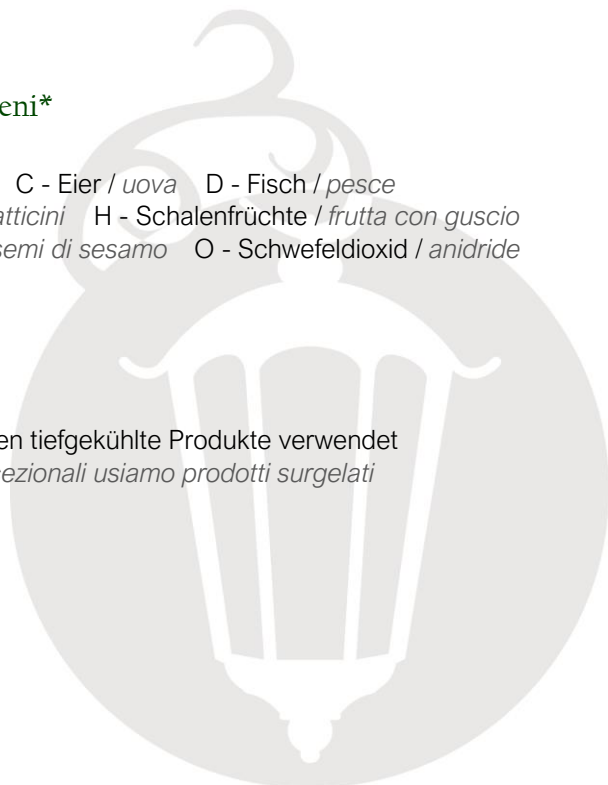 eni*
C - Eier / uova D - Fisch / pesce
atticini H - Schalenfrüchte / frutta con guscio
semi di sesamo O - Schwefeldioxid / anidride
en tiefgekühlte Produkte verwendet
cezionali usiamo prodotti surgelati